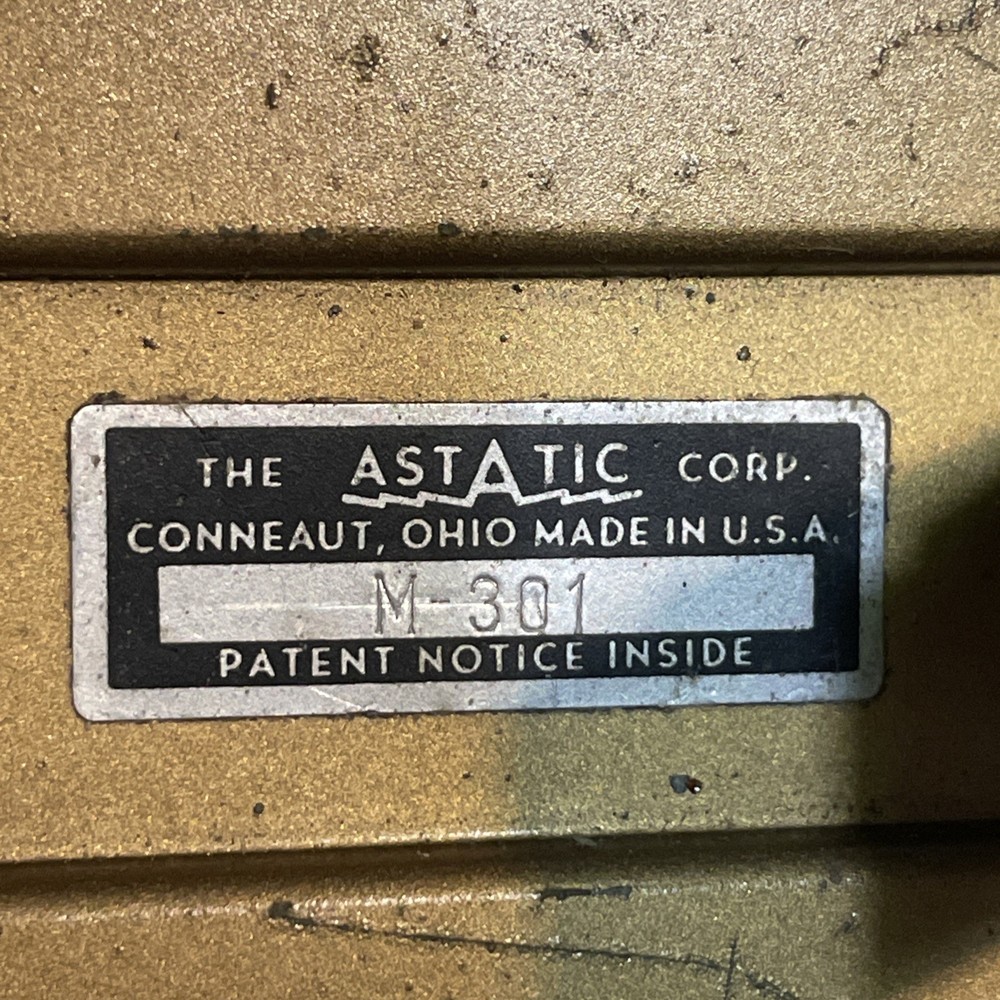 THE ASTATIC CORP.
CONNEAUT, OHIO MADE IN U.S.A.
M-301
PATENT NOTICE INSIDE